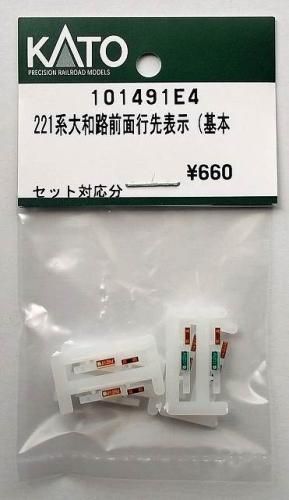 KATO
PRECISION RAILROAD MODELS
101491E4
221系大和路前面行先表示（基本
セット対応分
¥660